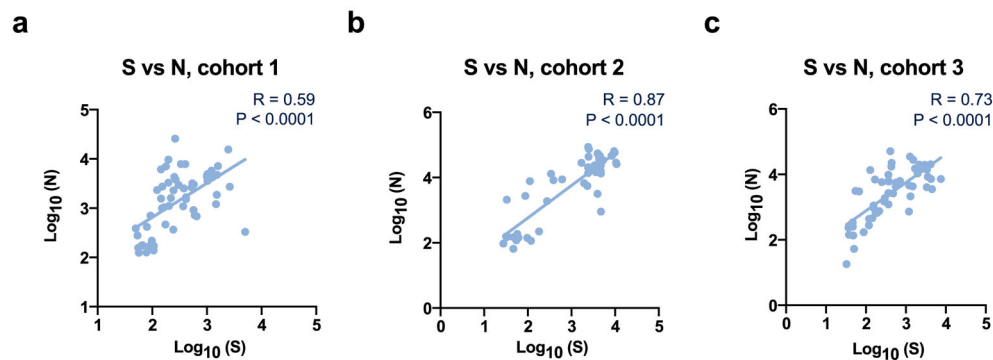 a
b
c
S vs N, cohort 1
S vs N, cohort 2
S vs N, cohort 3
R = 0.59
P < 0.0001
R = 0.87
P < 0.0001
R = 0.73
P < 0.0001
5
4
3
2
1
Log10 (N)
1 2 3 4 5
Log10 (S)
6
4
2
0
Log10 (N)
0 1 2 3 4 5
Log10 (S)
6
4
2
0
Log10 (N)
0 1 2 3 4 5
Log10 (S)